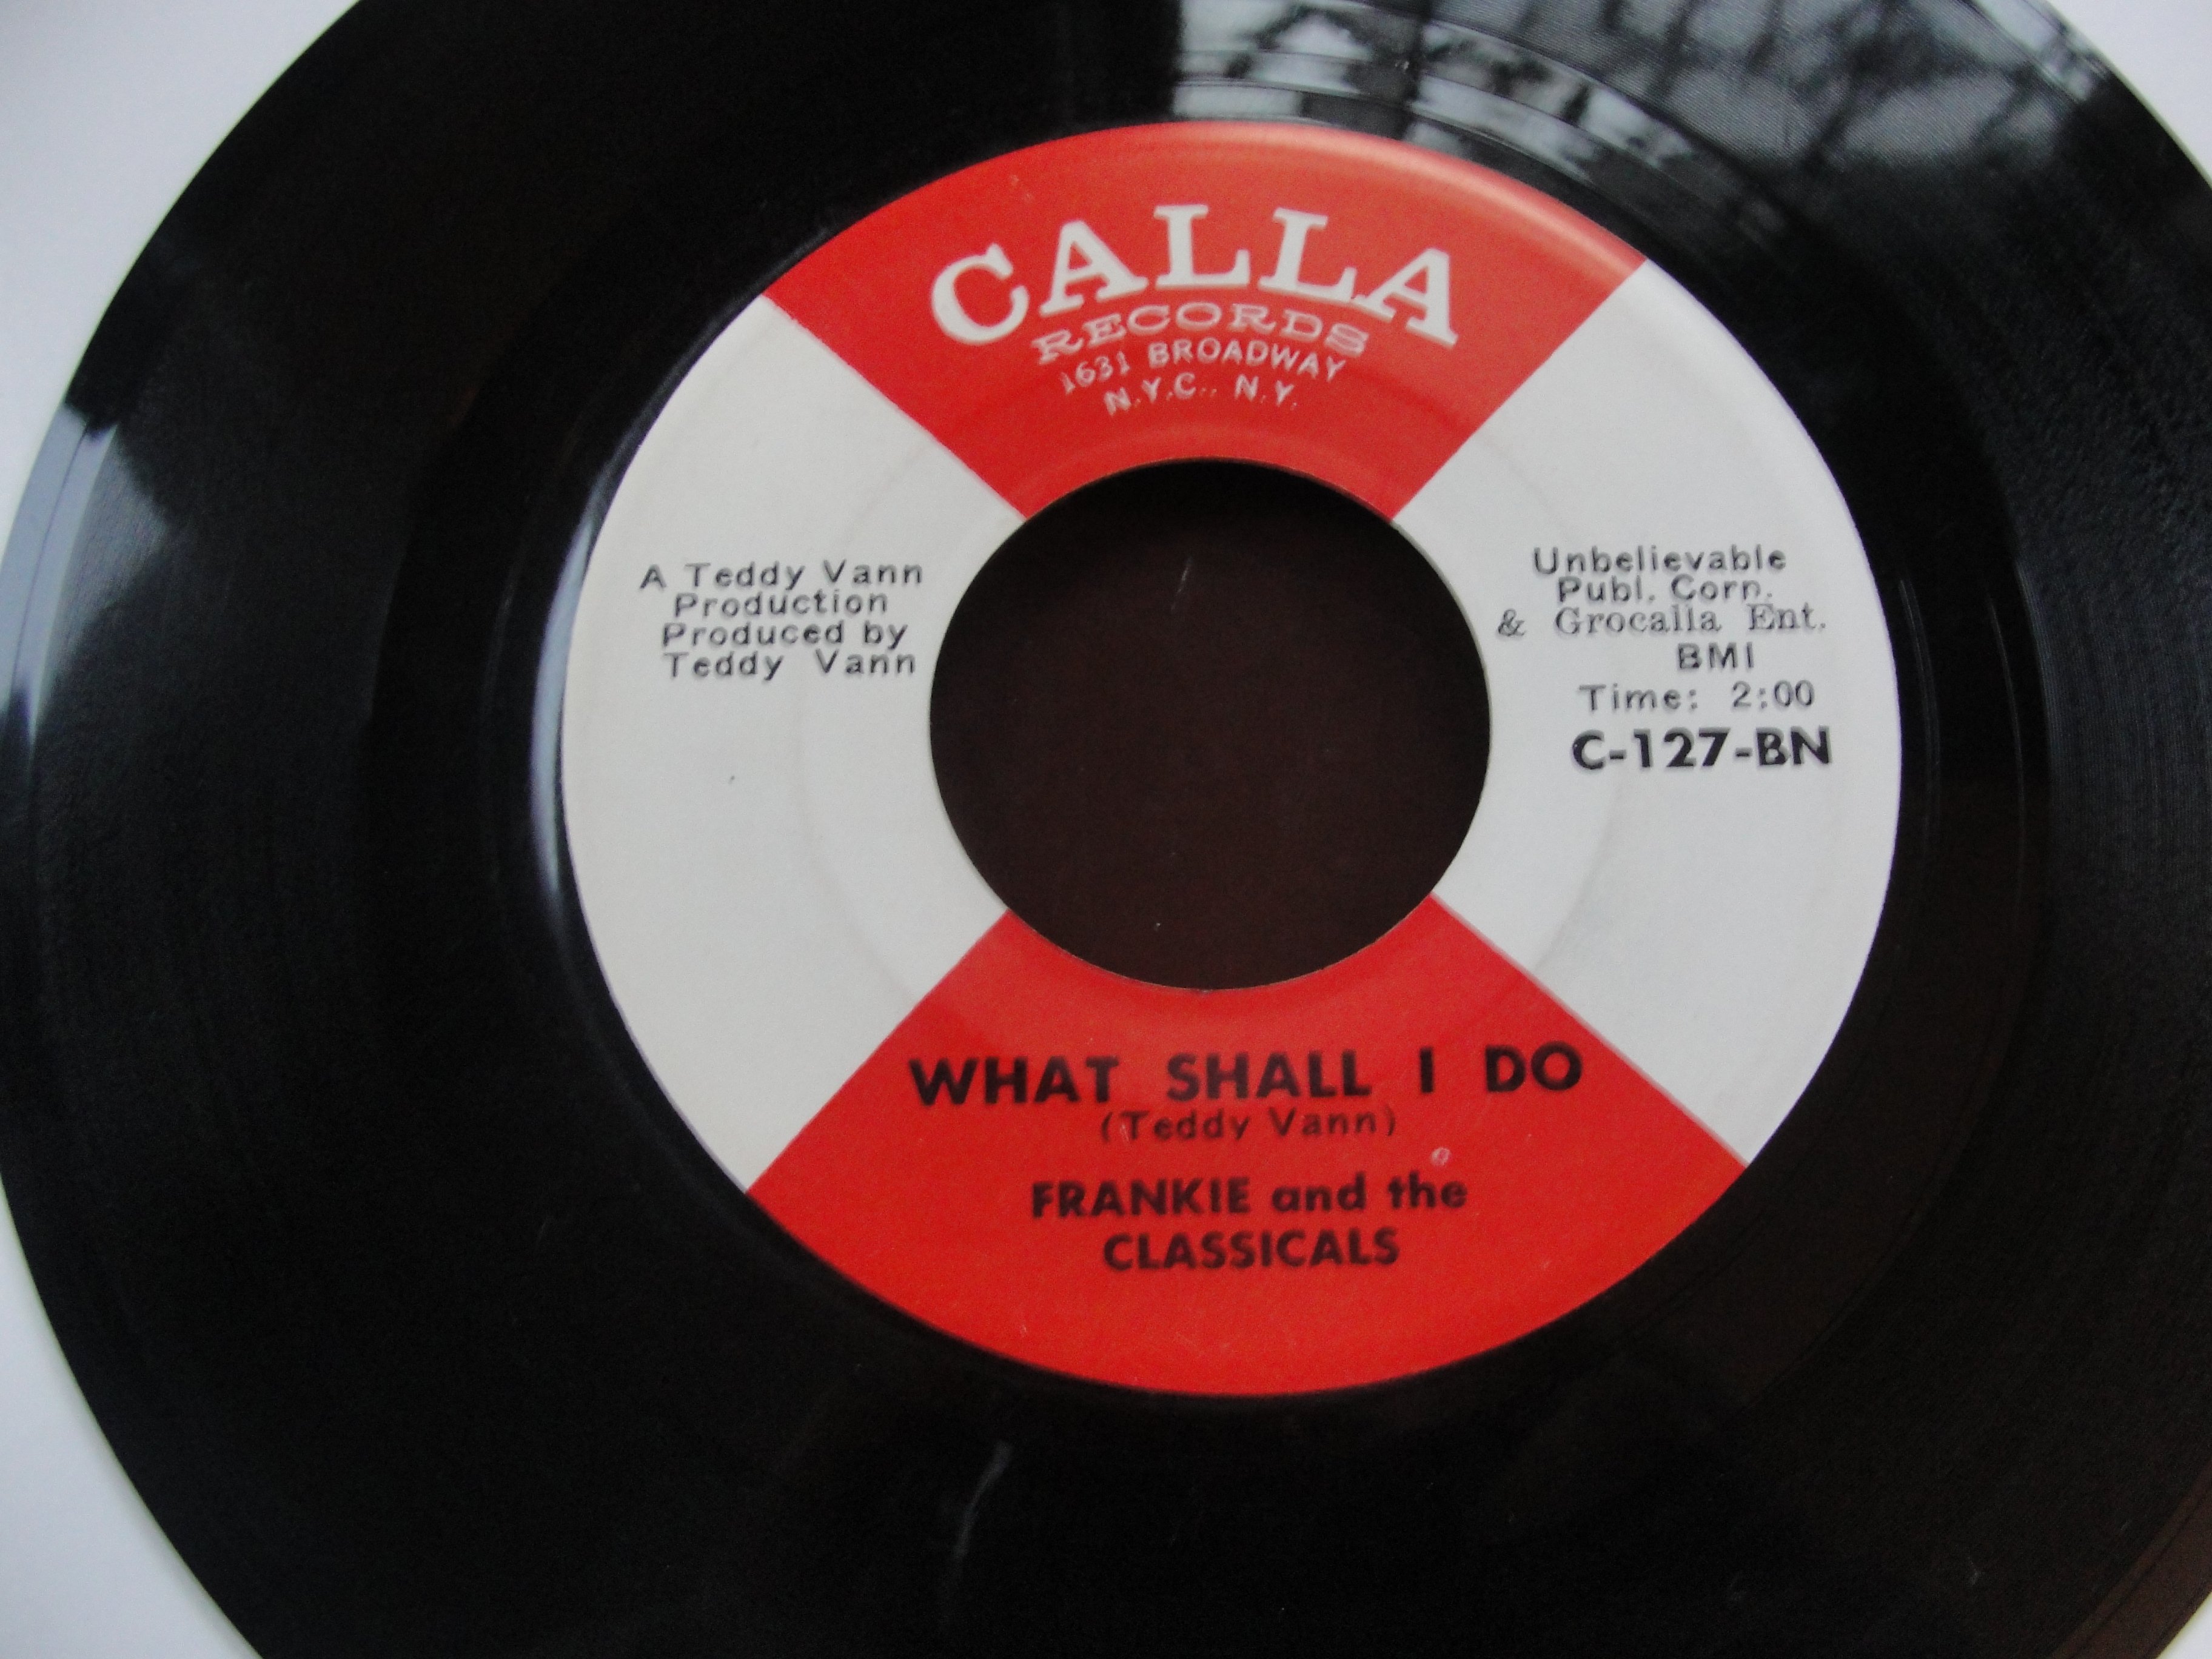 CALLA
RECORDS
1631 BROADWAY
N.Y.C., N.Y.
A Teddy Vann
Production
Produced by
Teddy Vann
Unbelievable
Publ. Corp.
& Grocalla Ent.
BMI
Time: 2:00
C-127-BN
WHAT SHALL I DO
(Teddy Vann)
FRANKIE and the
CLASSICALS